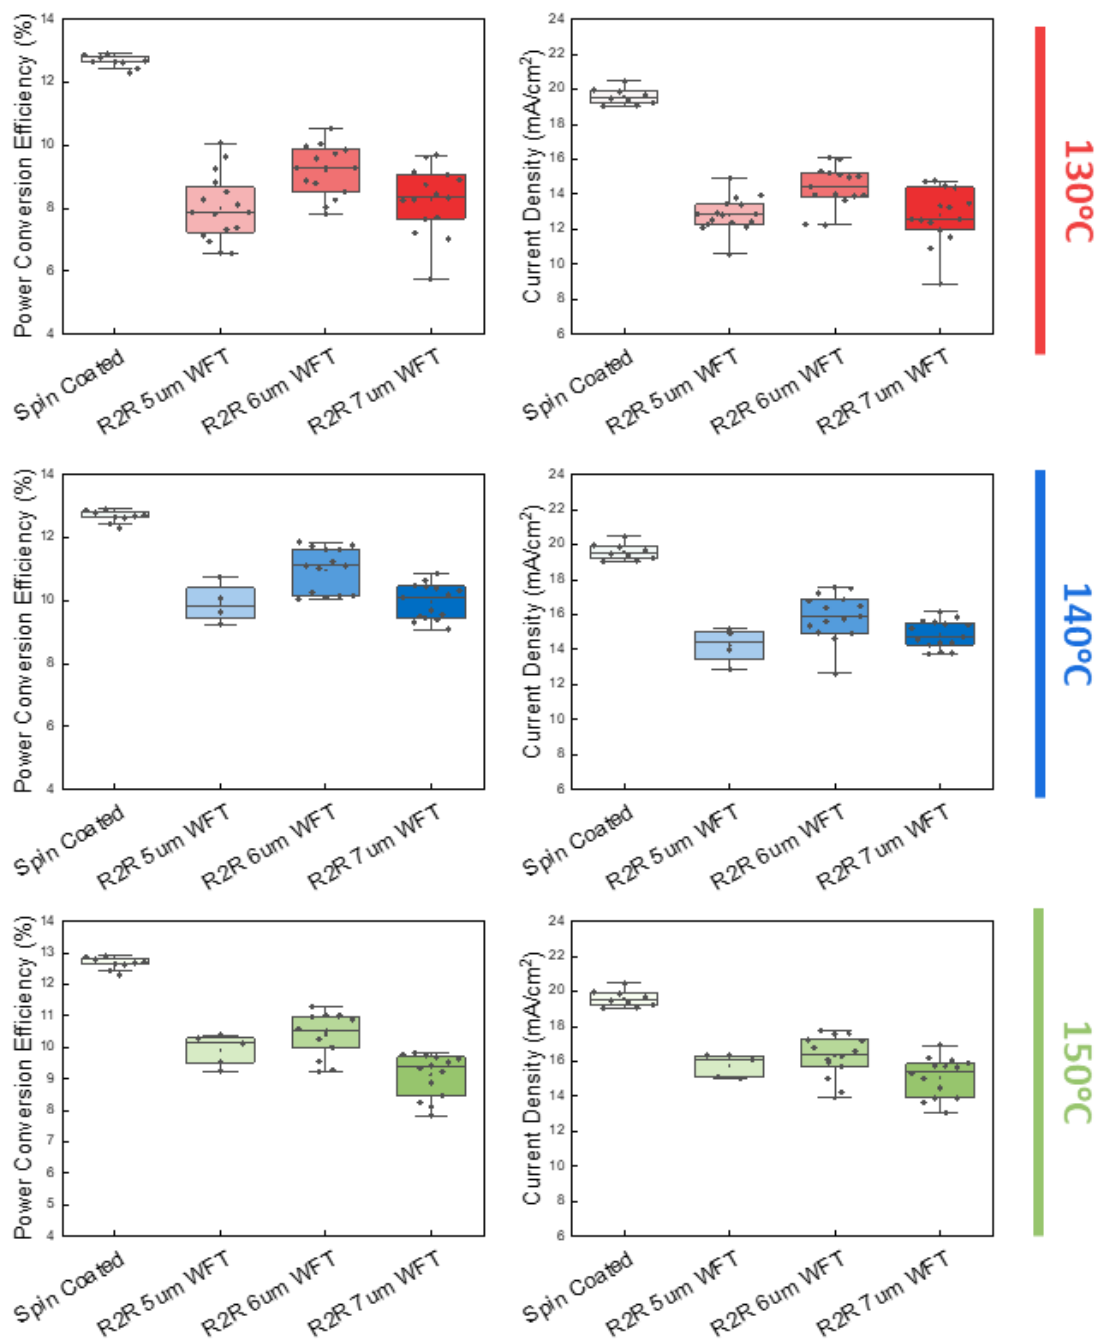 Power Conversion Efficiency (%)
14
12
10
8
6
4
Spin Coated
R2R 5um WFT
R2R 6um WFT
R2R 7um WFT
Current Density (mA/cm²)
24
22
20
18
16
14
12
10
8
6
Spin Coated
R2R 5um WFT
R2R 6um WFT
R2R 7um WFT
130°C
Power Conversion Efficiency (%)
14
12
10
8
6
4
Spin Coated
R2R 5um WFT
R2R 6um WFT
R2R 7um WFT
Current Density (mA/cm²)
24
22
20
18
16
14
12
10
8
6
Spin Coated
R2R 5um WFT
R2R 6um WFT
R2R 7um WFT
140°C
Power Conversion Efficiency (%)
14
13
12
11
10
9
8
7
6
5
4
Spin Coated
R2R 5um WFT
R2R 6um WFT
R2R 7um WFT
Current Density (mA/cm²)
24
22
20
18
16
14
12
10
8
6
Spin Coated
R2R 5um WFT
R2R 6um WFT
R2R 7um WFT
150°C